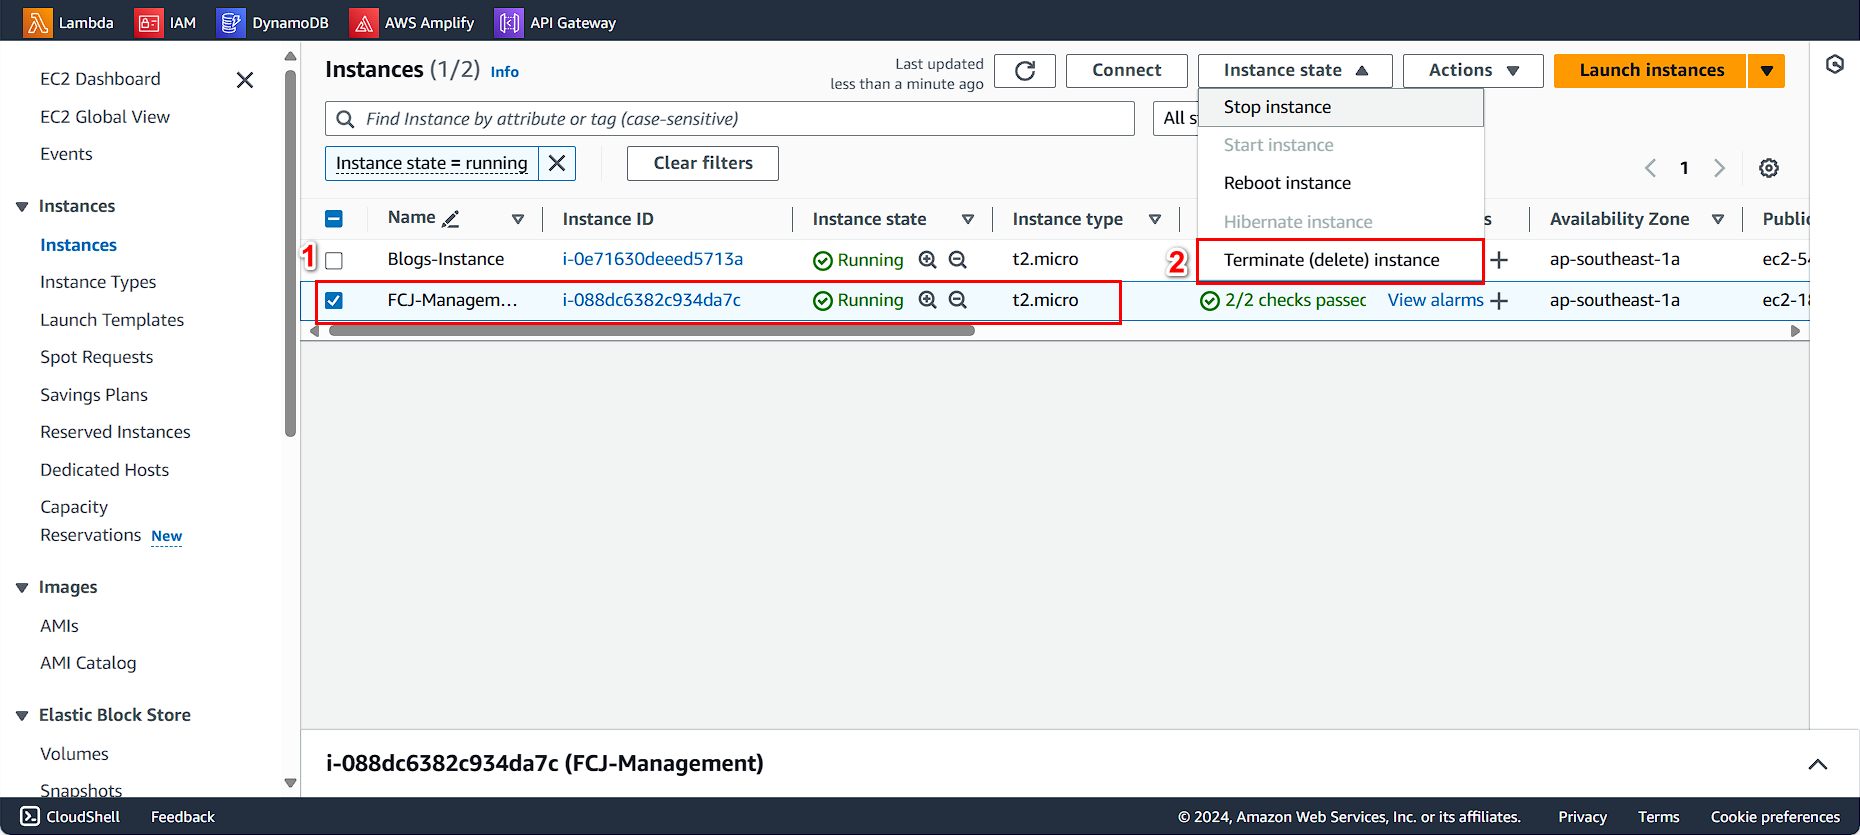 Lambda IAM DynamoDB AWS Amplify API Gateway
EC2 Dashboard
EC2 Global View
Events
Instances
Instances
Instance Types
Launch Templates
Spot Requests
Savings Plans
Reserved Instances
Dedicated Hosts
Capacity
Reservations New
Images
AMIs
AMI Catalog
Elastic Block Store
Volumes
Snapshots
Instances (1/2) Info
Last updated
less than a minute ago
Connect Instance state Actions Launch instances
Find Instance by attribute or tag (case-sensitive)
All s
Stop instance
Start instance
Reboot instance
Hibernate instance
Terminate (delete) instance
Instance state = running
Clear filters
1
Name Instance ID Instance state Instance type s Availability Zone Public
1 Blogs-Instance i-0e71630deeed5713a Running t2.micro 2 ap-southeast-1a ec2-54
FCJ-Managem... i-088dc6382c934da7c Running t2.micro 2/2 checks passed View alarms ap-southeast-1a ec2-18
i-088dc6382c934da7c (FCJ-Management)
CloudShell Feedback © 2024, Amazon Web Services, Inc. or its affiliates. Privacy Terms Cookie preferences